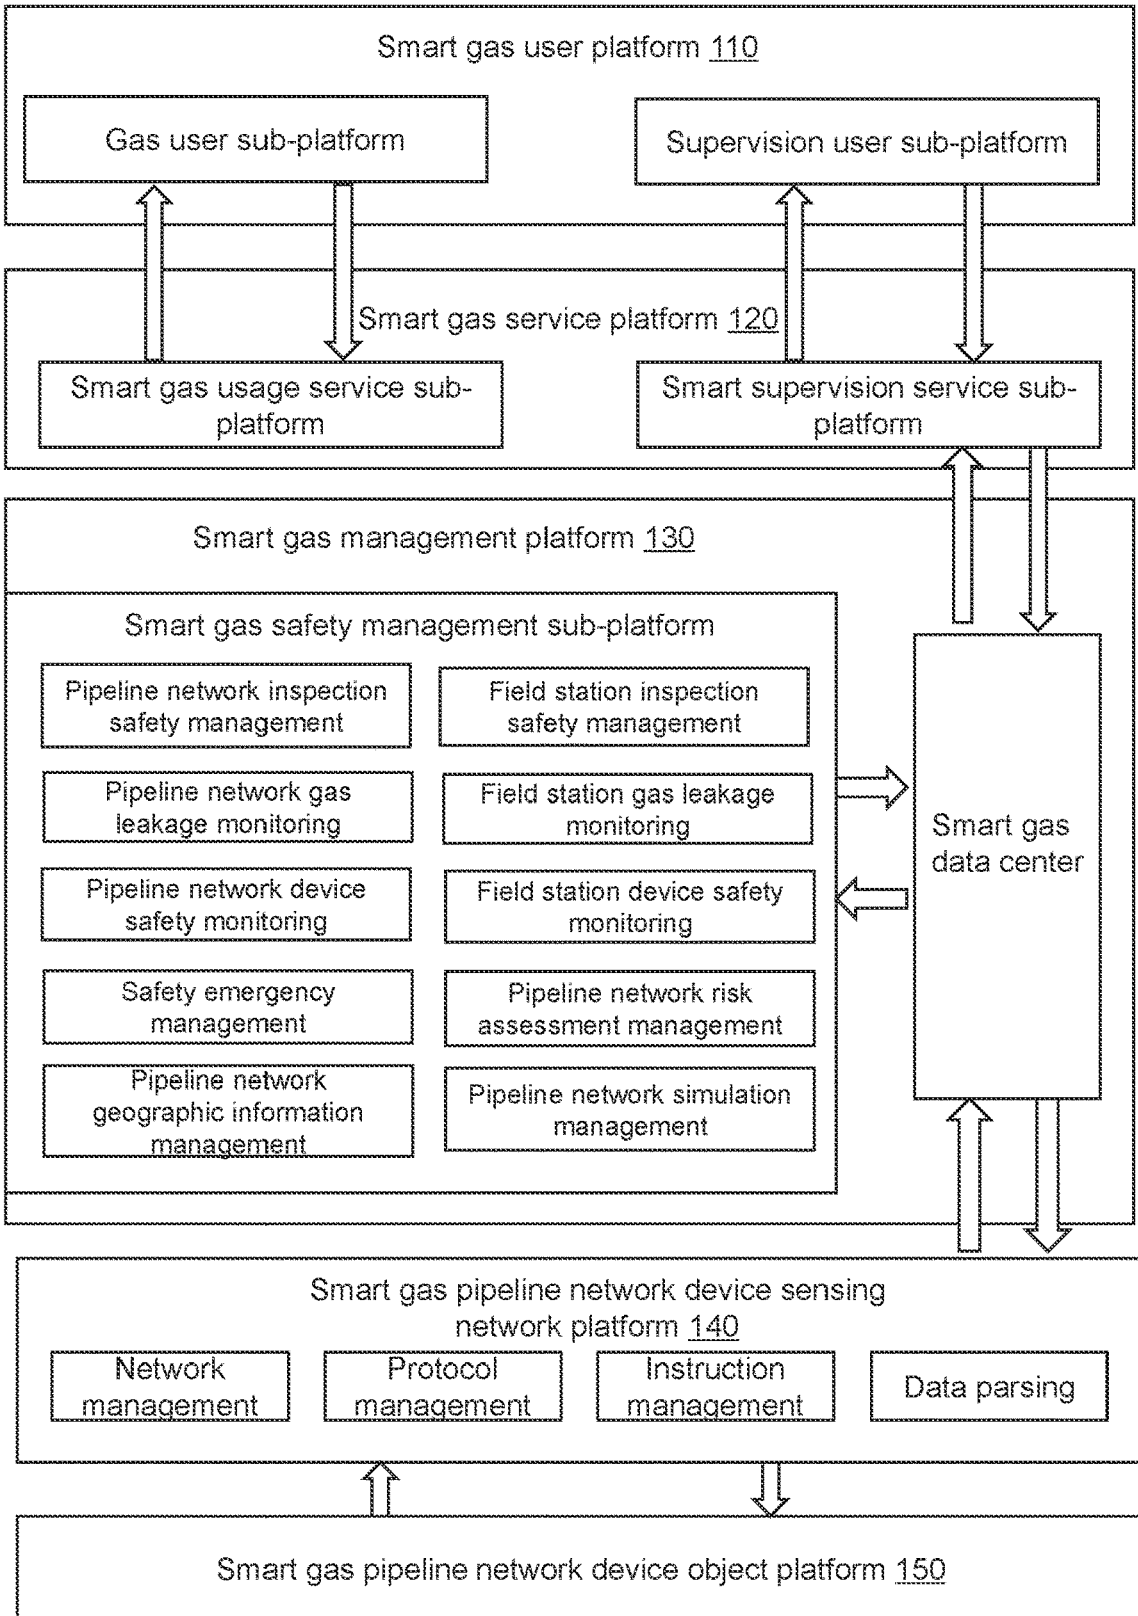 Smart gas user platform 110
Gas user sub-platform
Supervision user sub-platform
Smart gas service platform 120
Smart gas usage service sub-
platform
Smart supervision service sub-
platform
Smart gas management platform 130
Smart gas safety management sub-platform
Pipeline network inspection
safety management
Field station inspection
safety management
Pipeline network gas
leakage monitoring
Field station gas leakage
monitoring
Pipeline network device
safety monitoring
Field station device safety
monitoring
Safety emergency
management
Pipeline network risk
assessment management
Pipeline network
geographic information
management
Pipeline network simulation
management
Smart gas
data center
Smart gas pipeline network device sensing
network platform 140
Network
management
Protocol
management
Instruction
management
Data parsing
Smart gas pipeline network device object platform 150